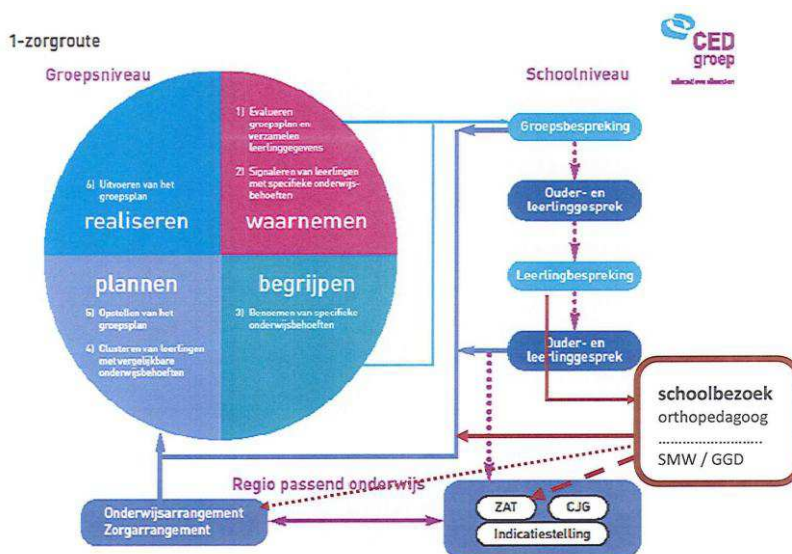 1-zorgroute
CED
groep
educatieve diensten
Groepsniveau
Schoolniveau
1) Evalueren
groepsplan en
verzamelen
leerlinggegevens
2) Signaleren van leerlingen
met specifieke onderwijs-
behoeften
waarnemen
6) Uitvoeren van het
groepsplan
realiseren
plannen
5) Opstellen van het
groepsplan
4) Clusteren van leerlingen
met vergelijkbare
onderwijsbehoeften
begrijpen
3) Benoemen van specifieke
onderwijsbehoeften
Groepsbespreking
Ouder- en
leerlinggesprek
Leerlingbespreking
Ouder- en
leerlinggesprek
schoolbezoek
orthopedagoog
........................
SMW / GGD
Regio passend onderwijs
Onderwijsarrangement
Zorgarrangement
ZAT
CJG
Indicatiestelling